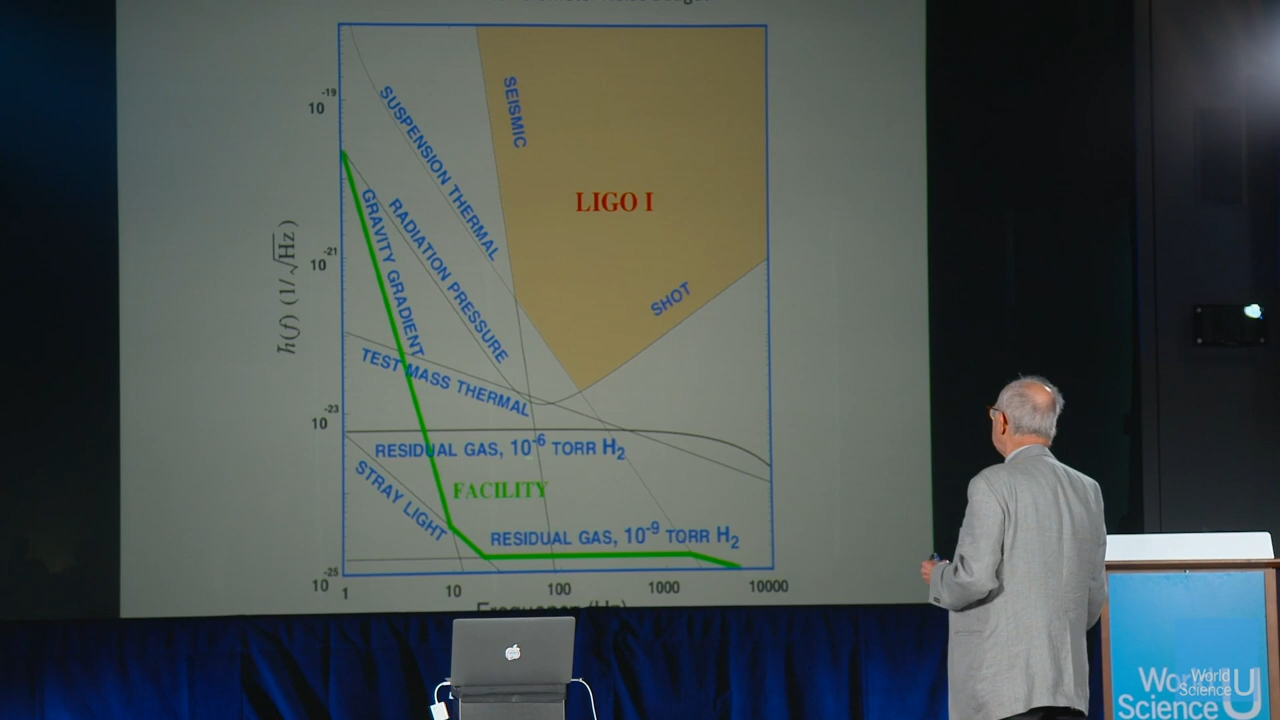 10^-19
10^-21
10^-23
10^-25
h(f) (1/√Hz)
SUSPENSION THERMAL
SEISMIC
LIGO I
GRAVITY GRADIENT
RADIATION PRESSURE
SHOT
TEST MASS THERMAL
RESIDUAL GAS, 10^-6 TORR H2
STRAY LIGHT
FACILITY
RESIDUAL GAS, 10^-9 TORR H2
1 10 100 1000 10000
Frequency (Hz)
World
Science U
World
Science